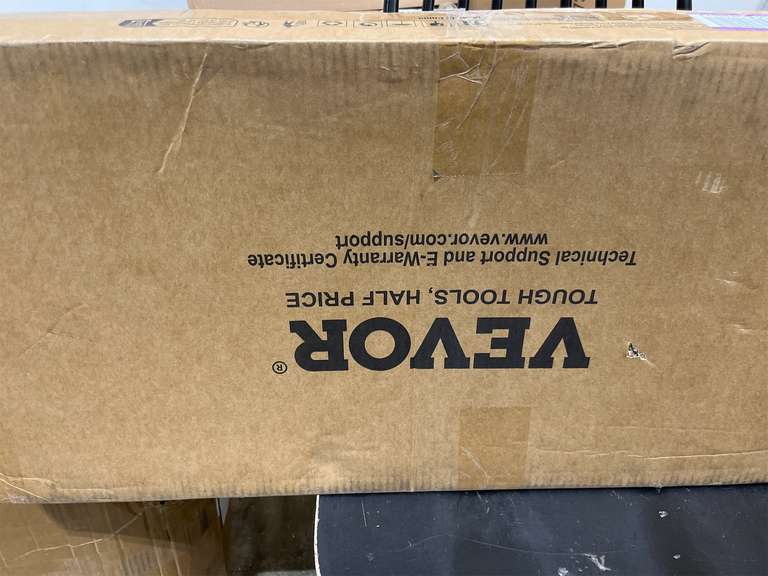 VEVOR®
TOUGH TOOLS, HALF PRICE
Technical Support and E-Warranty Certificate
www.vevor.com/support